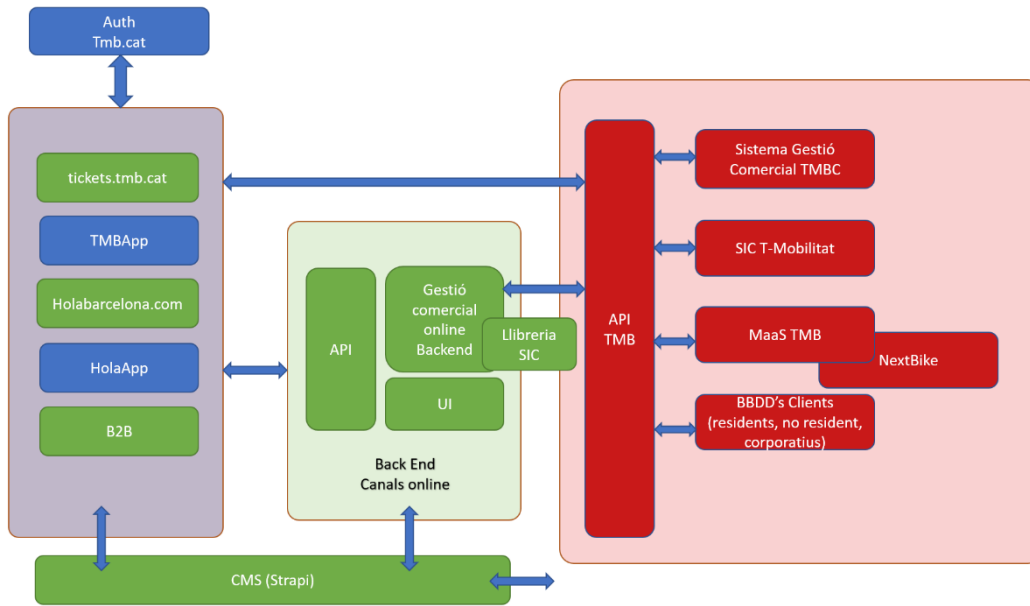 Auth
Tmb.cat
tickets.tmb.cat
TMBApp
Holabarcelona.com
HolaApp
B2B
API
Gestió
comercial
online
Backend
Llibreria
SIC
UI
Back End
Canals online
CMS (Strapi)
API
TMB
Sistema Gestió
Comercial TMBC
SIC T-Mobilitat
MaaS TMB
NextBike
BBDD's Clients
(residents, no resident,
corporatius)